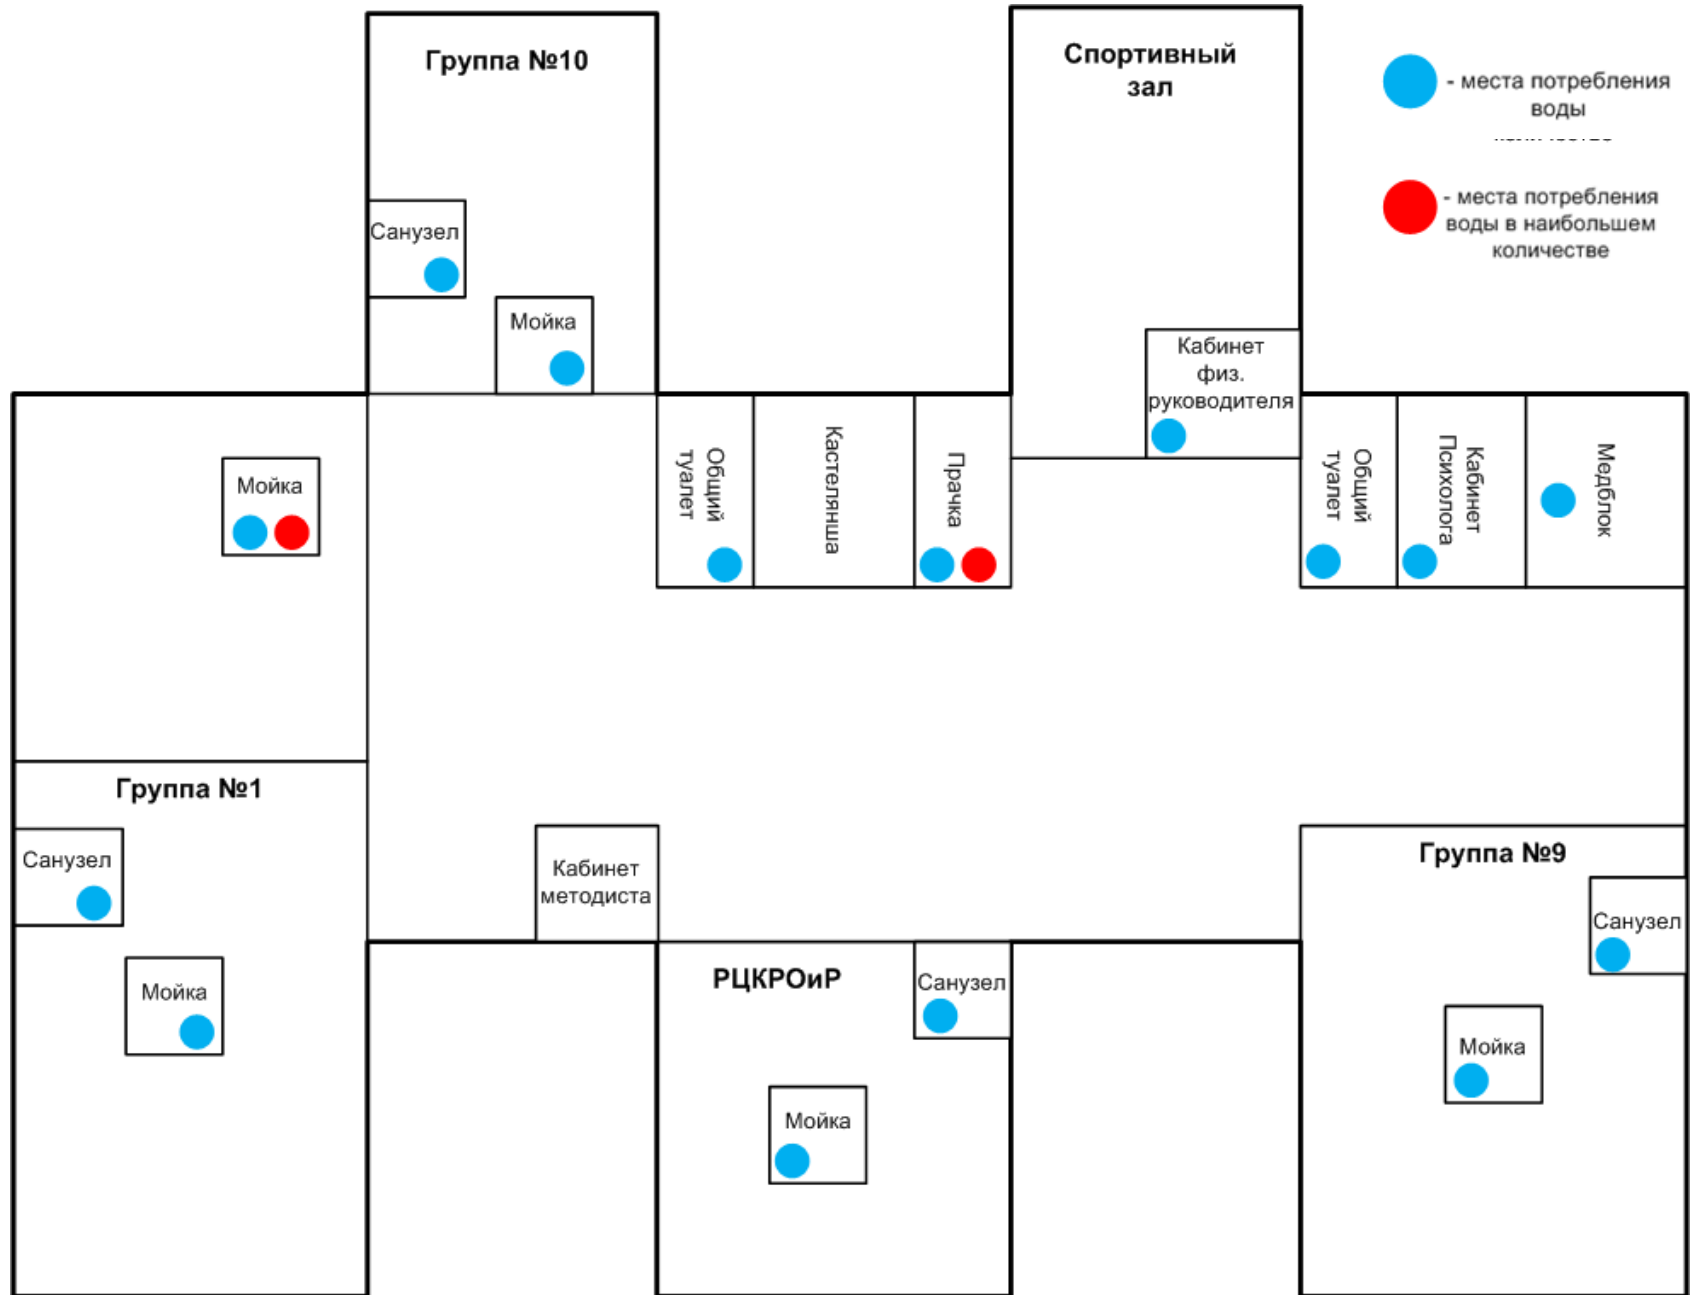 Группа №10
Спортивный
зал
- места потребления
воды
- места потребления
воды в наибольшем
количестве
Санузел
Мойка
Кабинет
физ.
руководителя
Мойка
Общий
туалет
Кастелянша
Прачка
Общий
туалет
Кабинет
Психолога
Медблок
Группа №1
Санузел
Мойка
Кабинет
методиста
РЦКРОиР
Санузел
Мойка
Группа №9
Санузел
Мойка